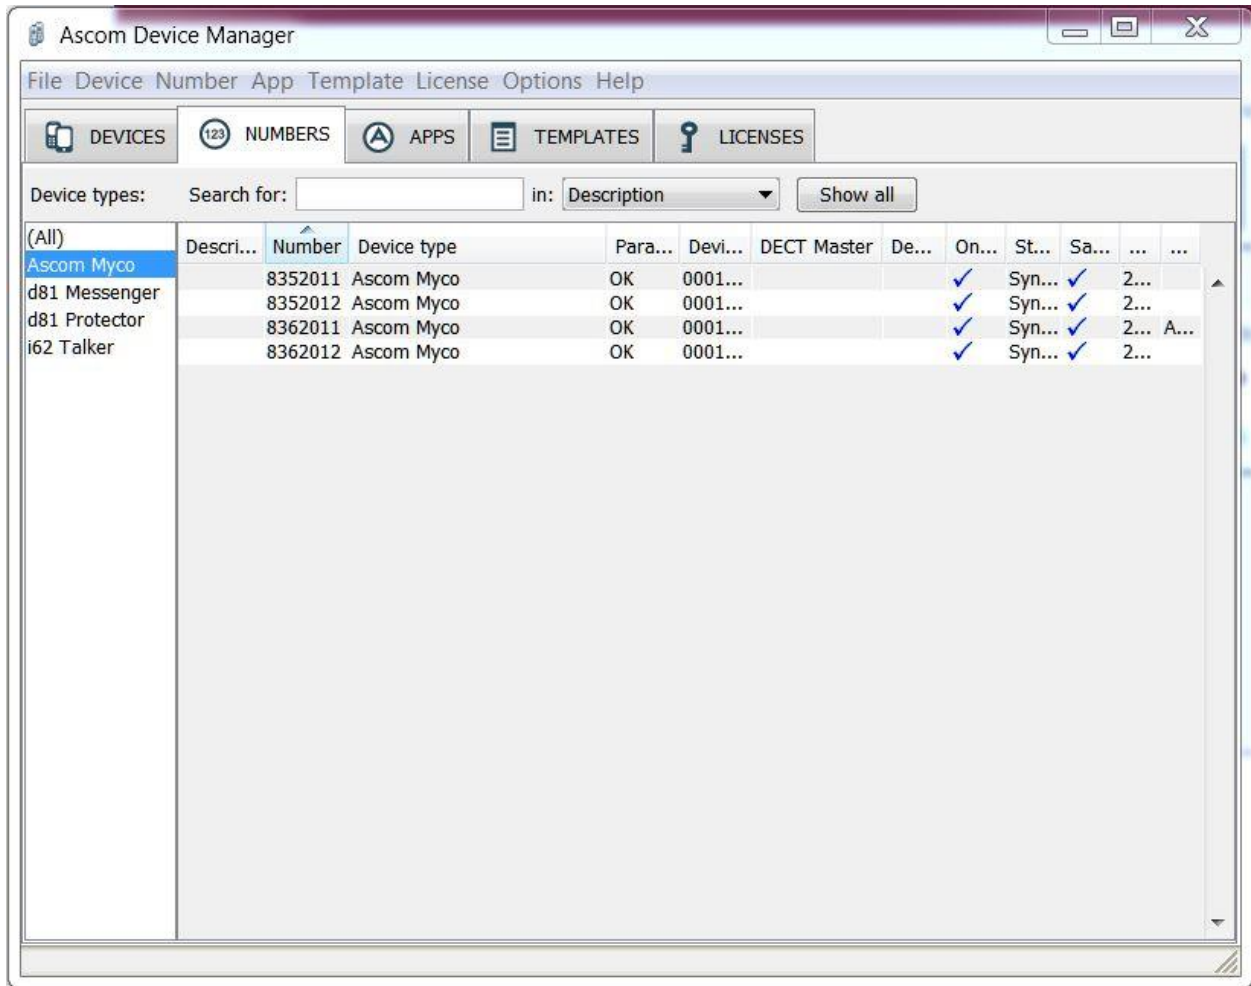 Ascom Device Manager
File Device Number App Template License Options Help
DEVICES 123 NUMBERS APPS TEMPLATES LICENSES
Device types: Search for: in: Description Show all
(All)
Ascom Myco
d81 Messenger
d81 Protector
i62 Talker
Descri... Number Device type Para... Devi... DECT Master De... On... St... Sa... ... ...
8352011 Ascom Myco OK 0001... Syn... 2...
8352012 Ascom Myco OK 0001... Syn... 2...
8362011 Ascom Myco OK 0001... Syn... 2... A...
8362012 Ascom Myco OK 0001... Syn... 2...